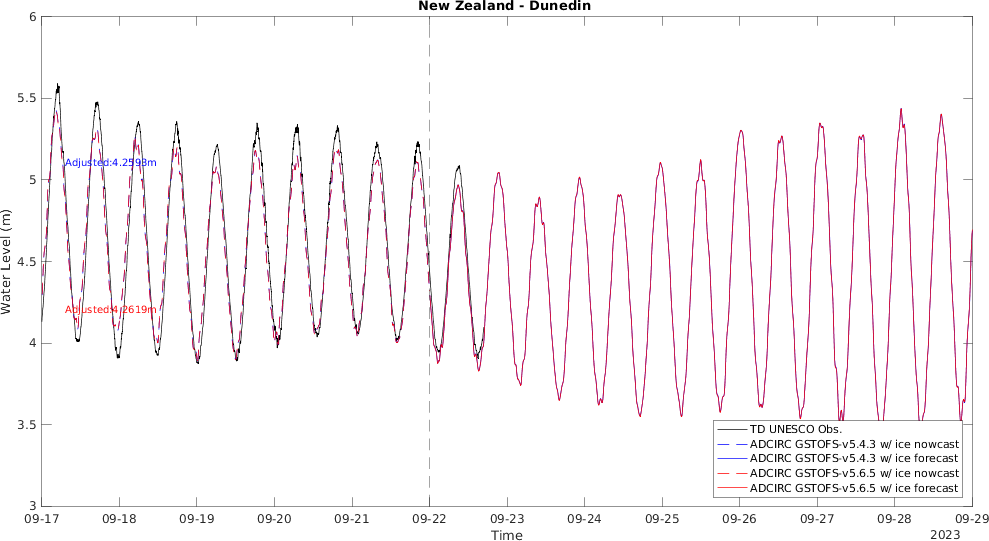 New Zealand - Dunedin
Water Level (m)
6
5.5
5
4.5
4
3.5
3
Adjusted:4.2593m
Adjusted:4.2619m
TD UNESCO Obs.
ADCIRC GSTOFS-v5.4.3 w/ ice nowcast
ADCIRC GSTOFS-v5.4.3 w/ ice forecast
ADCIRC GSTOFS-v5.6.5 w/ ice nowcast
ADCIRC GSTOFS-v5.6.5 w/ ice forecast
09-17 09-18 09-19 09-20 09-21 09-22 09-23 09-24 09-25 09-26 09-27 09-28 09-29
Time
2023